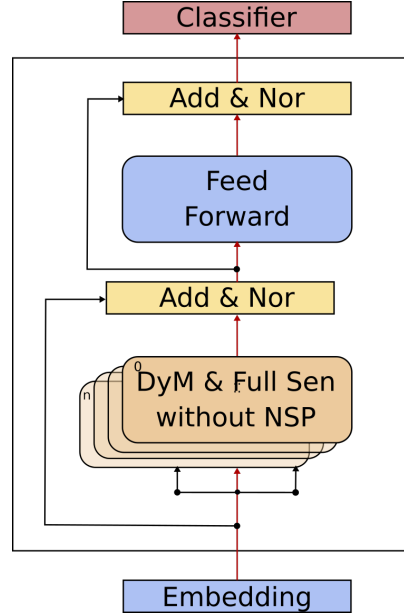 Classifier
Add & Nor
Feed
Forward
Add & Nor
0
DyM & Full Sen
without NSP
n
Embedding